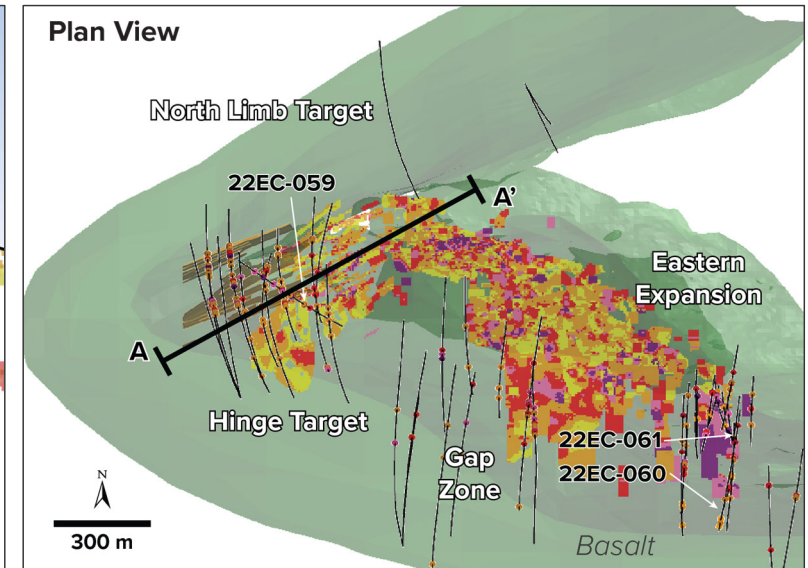 Plan View
North Limb Target
22EC-059
A'
Eastern
Expansion
A
Hinge Target
22EC-061
Gap
Zone
22EC-060
N
300 m
Basalt